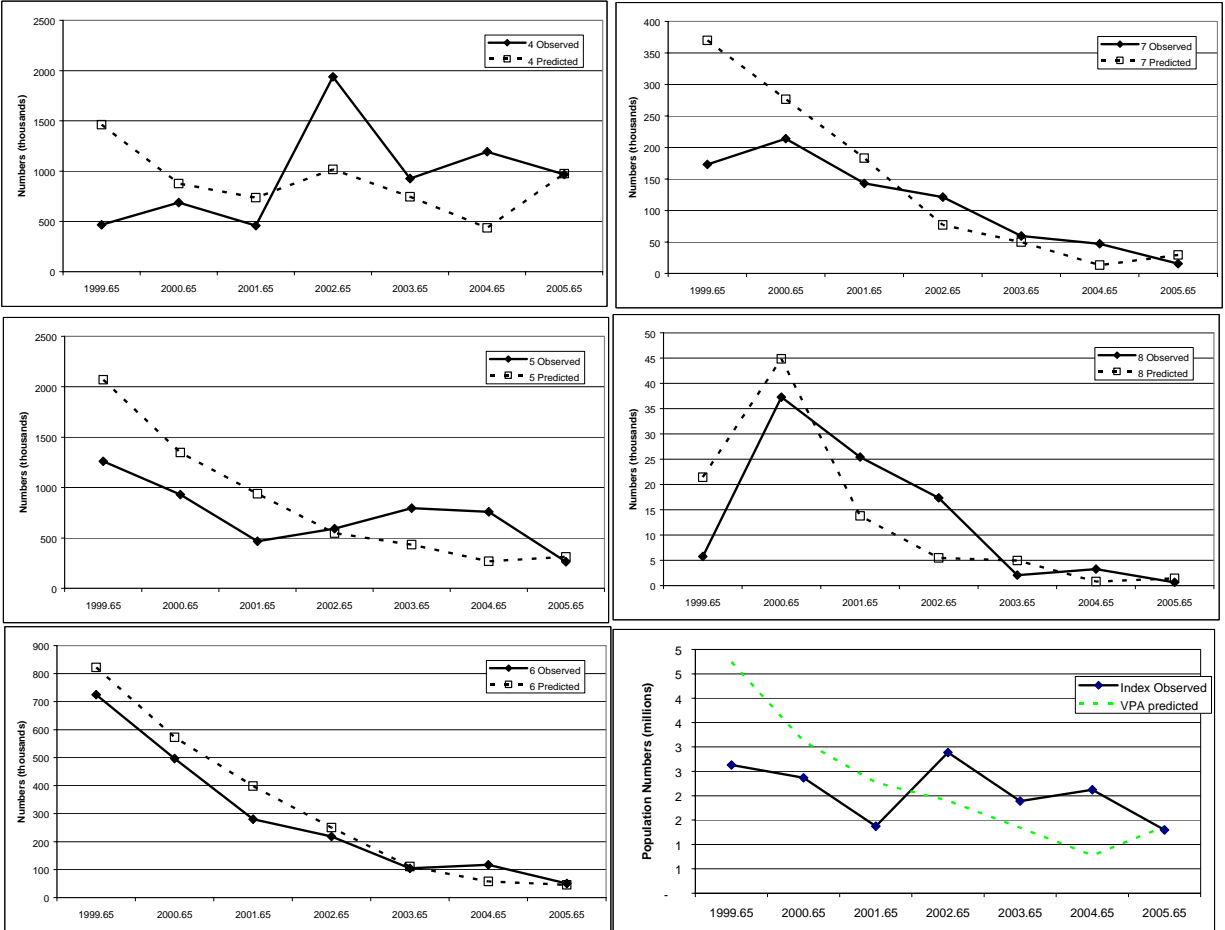 2500
2000
1500
1000
500
0
Numbers (thousands)
4 Observed
4 Predicted
1999.65 2000.65 2001.65 2002.65 2003.65 2004.65 2005.65
400
350
300
250
200
150
100
50
0
Numbers (thousands)
7 Observed
7 Predicted
1999.65 2000.65 2001.65 2002.65 2003.65 2004.65 2005.65
2500
2000
1500
1000
500
0
Numbers (thousands)
5 Observed
5 Predicted
1999.65 2000.65 2001.65 2002.65 2003.65 2004.65 2005.65
50
45
40
35
30
25
20
15
10
5
0
Numbers (thousands)
8 Observed
8 Predicted
1999.65 2000.65 2001.65 2002.65 2003.65 2004.65 2005.65
900
800
700
600
500
400
300
200
100
0
Numbers (thousands)
6 Observed
6 Predicted
1999.65 2000.65 2001.65 2002.65 2003.65 2004.65 2005.65
5
5
4
4
3
3
2
2
1
1
-
Population Numbers (millions)
Index Observed
VPA predicted
1999.65 2000.65 2001.65 2002.65 2003.65 2004.65 2005.65